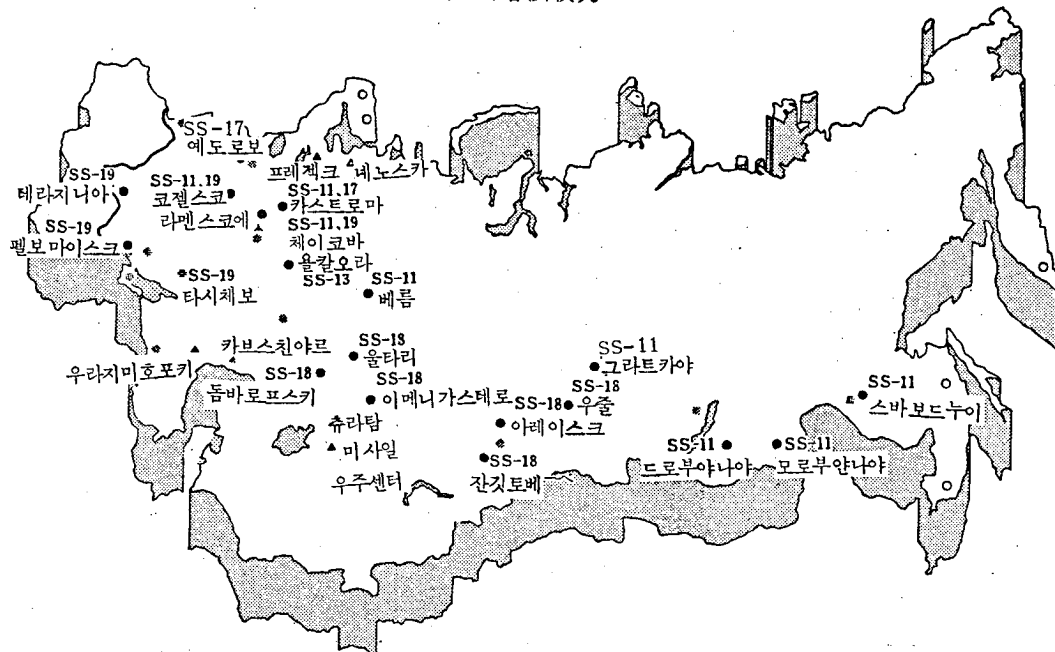 SS-17
예도로보
프레젝크
네노스카
SS-19
테라지니아
SS-11,19
코젤스코
SS-11,17
카스트로마
라멘스코에
SS-11,19
체이코바
SS-19
펠보마이스크
욜칼오라
SS-13
SS-19
타시체보
SS-11
베름
카브스친야르
우라지미호포키
SS-18
울타리
SS-11
그라트카야
SS-18
돔바로프스키
SS-18
이메니가스테로
SS-18
우줄
SS-11
스바보드누이
츄라탐
미사일
우주센터
아레이스크
SS-18
잔깃토베
SS-11
드로부야나야
SS-11
모로부얀나야